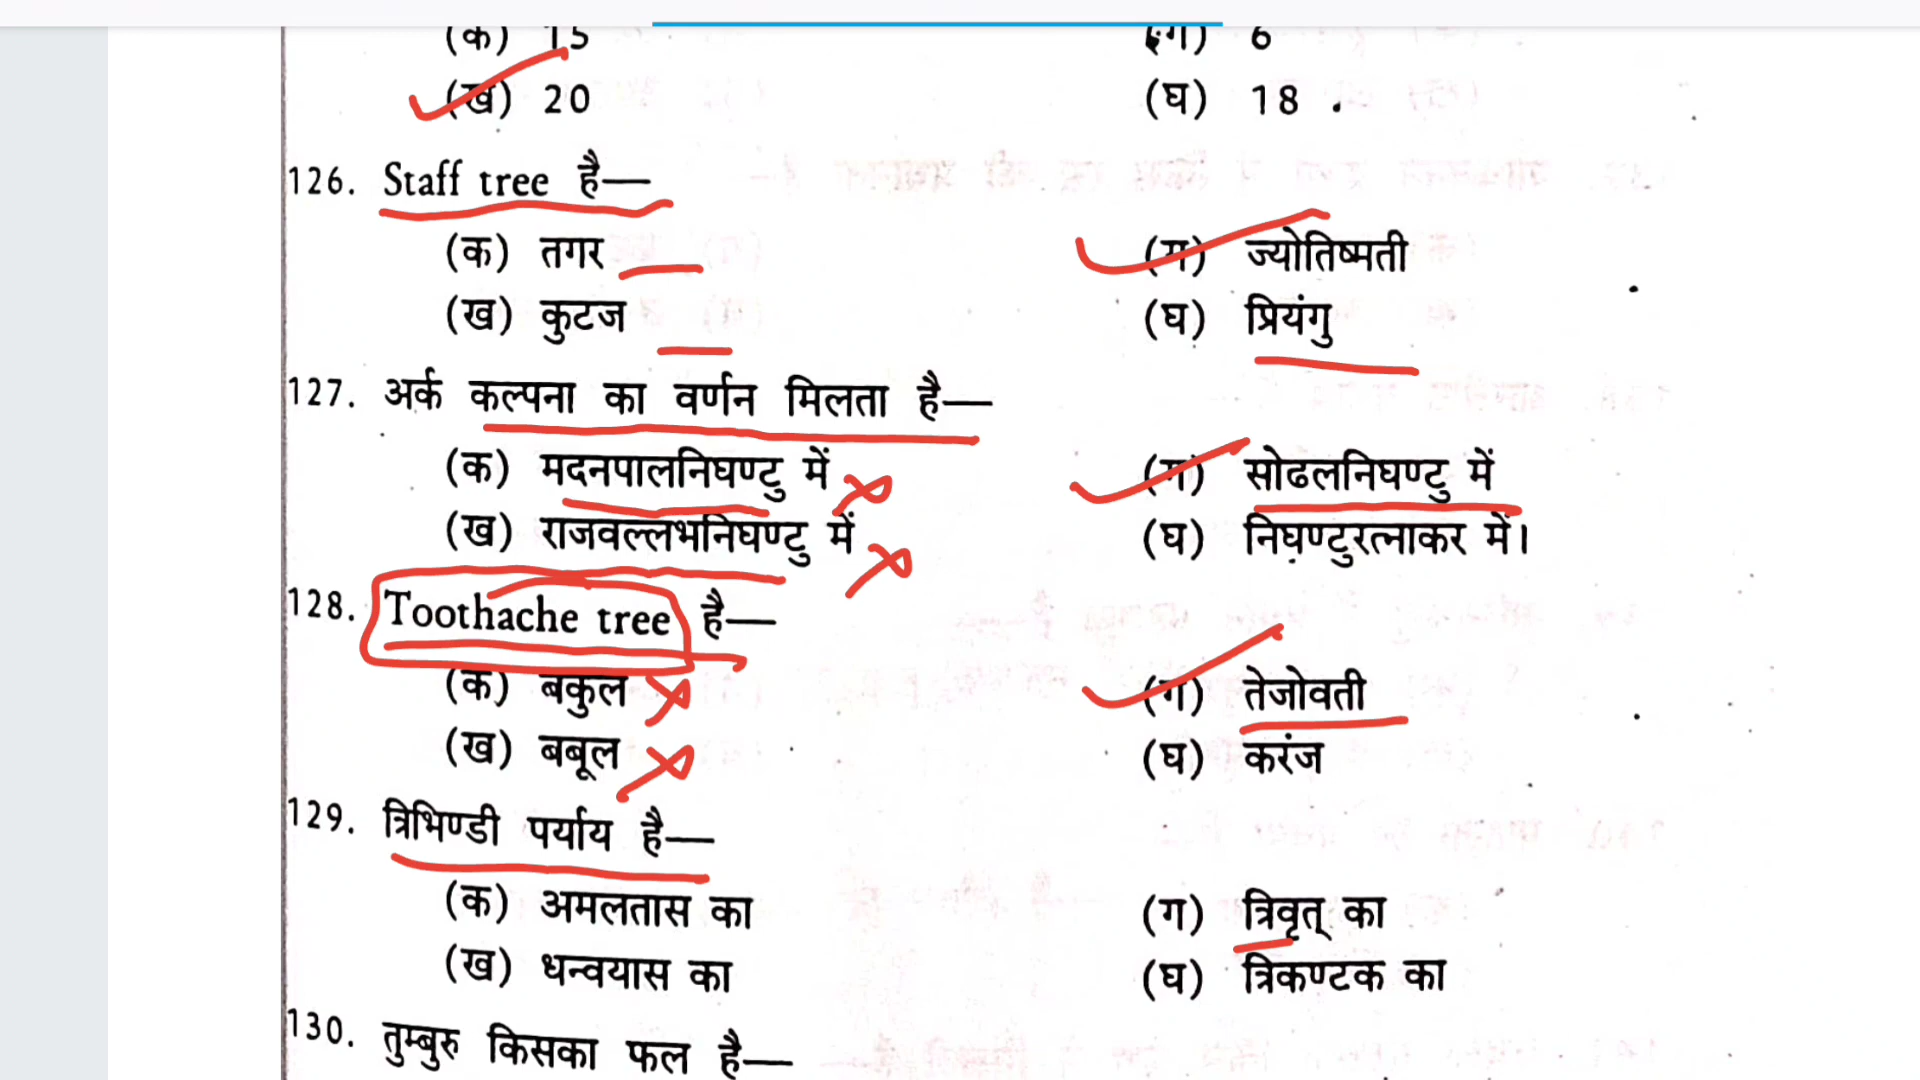 (क) 15 (ग) 6
(ख) 20 (घ) 18 .
126. Staff tree है—
(क) तगर (ग) ज्योतिष्मती
(ख) कुटज (घ) प्रियंगु
127. अर्क कल्पना का वर्णन मिलता है—
(क) मदनपालनिघण्टु में (ग) सोढलनिघण्टु में
(ख) राजवल्लभनिघण्टु में (घ) निघण्टुरत्नाकर में।
128. Toothache tree है—
(क) बकुल (ग) तेजोवती
(ख) बबूल (घ) करंज
129. त्रिभिण्डी पर्याय है—
(क) अमलतास का (ग) त्रिवृत् का
(ख) धन्वयास का (घ) त्रिकण्टक का
130. तुम्बुरु किसका फल है—